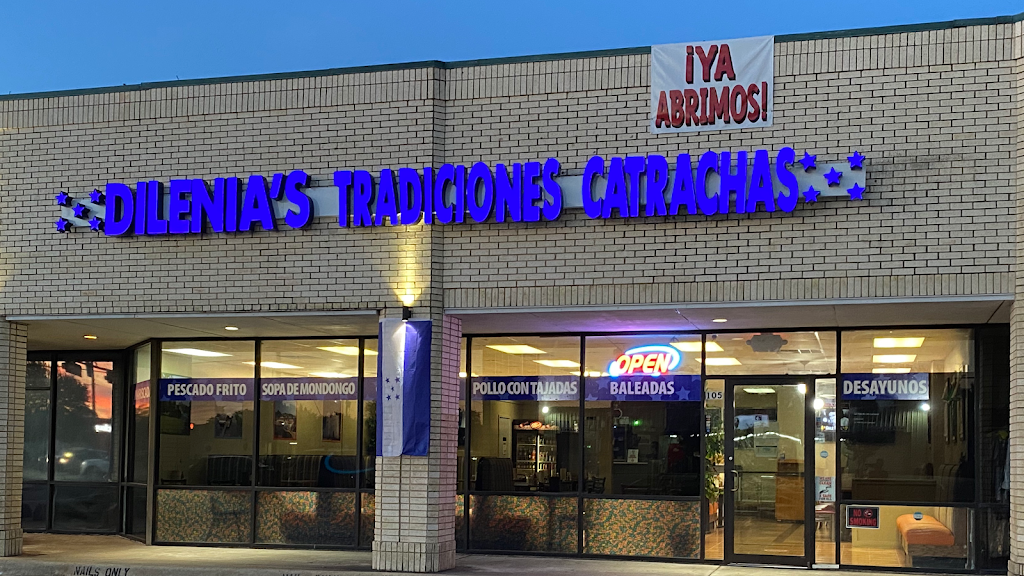 ¡YA
ABRIMOS!
DILENIA'S TRADICIONES CATRACHAS
OPEN
PESCADO FRITO
SOPA DE MONDONGO
POLLO CON TAJADAS
BALEADAS
105
DESAYUNOS
NO
SMOKING
NAILS ONLY